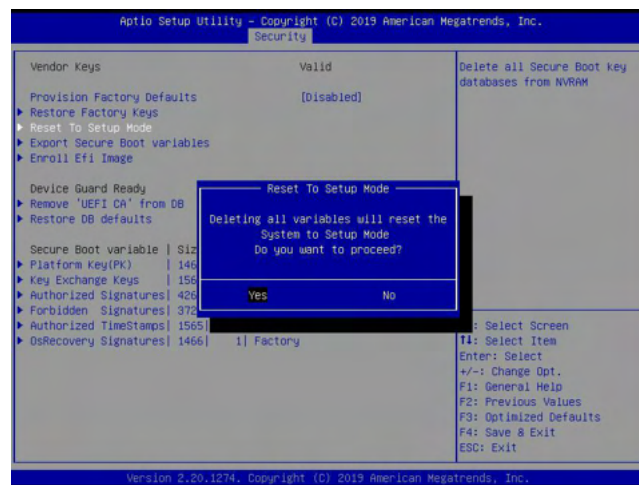 Aptio Setup Utility – Copyright (C) 2019 American Megatrends, Inc.
Security
Vendor Keys Valid
Provision Factory Defaults [Disabled]
Restore Factory Keys
Reset To Setup Mode
Export Secure Boot variables
Enroll Efi Image
Device Guard Ready
Remove 'UEFI CA' from DB
Restore DB defaults
Secure Boot variable | Siz
Platform Key(PK) | 146
Key Exchange Keys | 156
Authorized Signatures| 426
Forbidden Signatures| 372
Authorized TimeStamps| 1565|
OsRecovery Signatures| 1466| 1| Factory
Reset To Setup Mode
Deleting all variables will reset the
System to Setup Mode
Do you want to proceed?
Yes No
Delete all Secure Boot key
databases from NVRAM
: Select Screen
↑↓: Select Item
Enter: Select
+/-: Change Opt.
F1: General Help
F2: Previous Values
F3: Optimized Defaults
F4: Save & Exit
ESC: Exit
Version 2.20.1274. Copyright (C) 2019 American Megatrends, Inc.